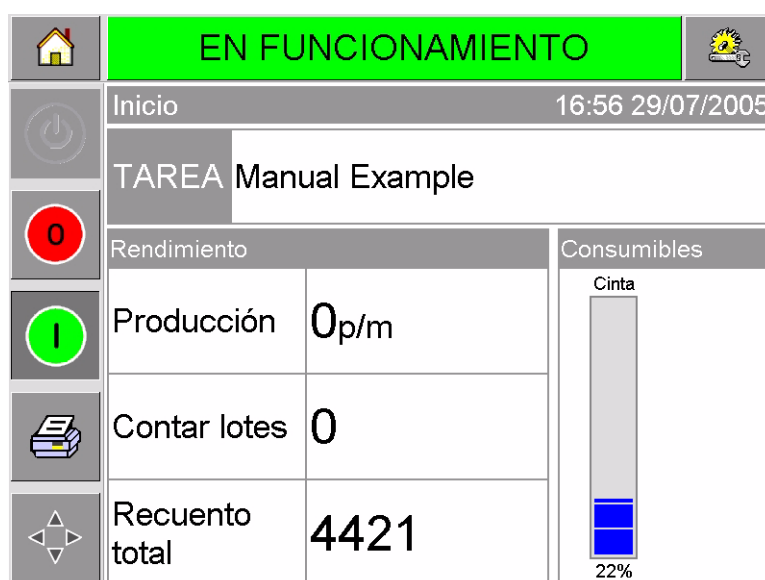 EN FUNCIONAMIENTO
Inicio 16:56 29/07/2005
TAREA Manual Example
0
Rendimiento Consumibles
Cinta
Producción 0p/m
I
Contar lotes 0
Recuento
total 4421
22%